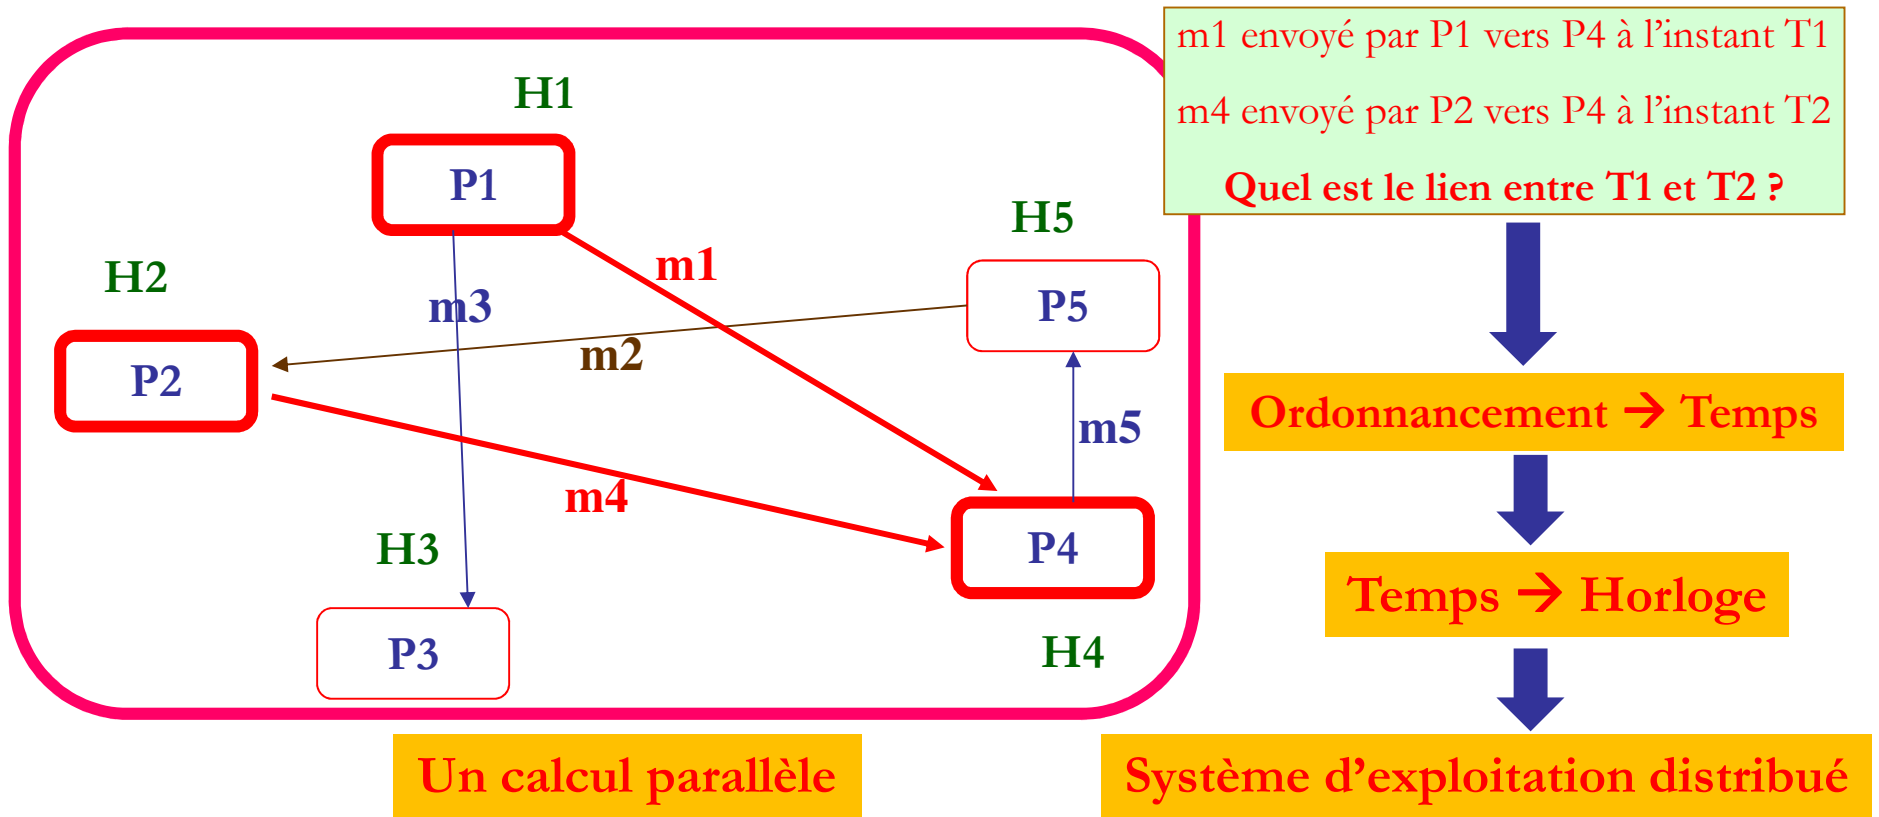 m1 envoyé par P1 vers P4 à l’instant T1
m4 envoyé par P2 vers P4 à l’instant T2
Quel est le lien entre T1 et T2 ?
H1
P1
H5
m1
H2
m3
P5
m2
P2
Ordonnancement → Temps
m5
m4
H3
P4
Temps → Horloge
P3
H4
Un calcul parallèle
Système d’exploitation distribué